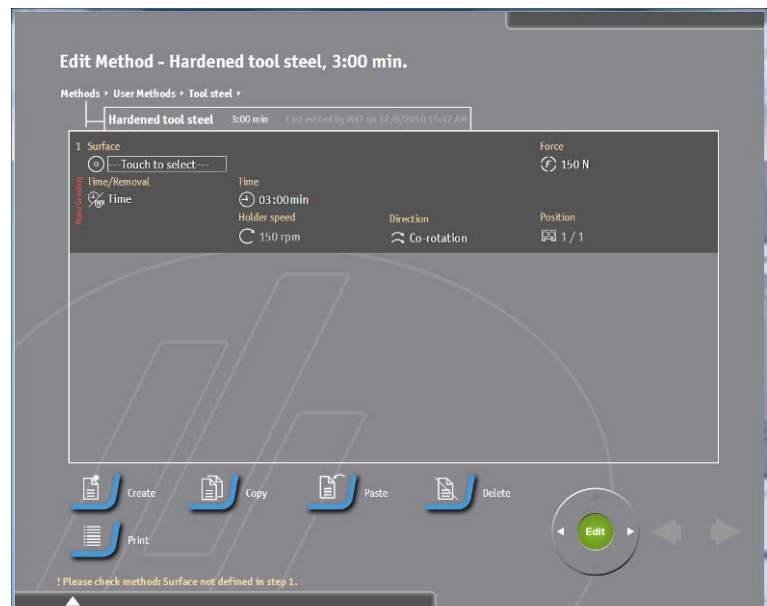 Edit Method - Hardened tool steel, 3:00 min.
Methods ▸ User Methods ▸ Tool steel ▸
Hardened tool steel 3:00 min Last edited by MRT on 12/8/2010 11:47 AM
1 Surface Force
---Touch to select--- 150 N
Plane Grinding
Time/Removal Time
Time 03:00min
Holder speed Direction Position
150 rpm Co-rotation 1 / 1
Create Copy Paste Delete
Print
Edit
! Please check method: Surface not defined in step 1.